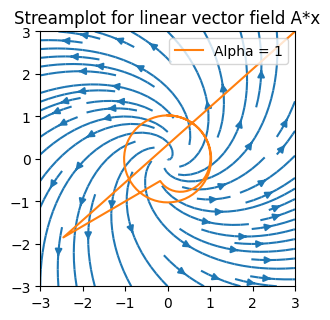 Streamplot for linear vector field A*x
Alpha = 1
3
2
1
0
−1
−2
−3
−3 −2 −1 0 1 2 3